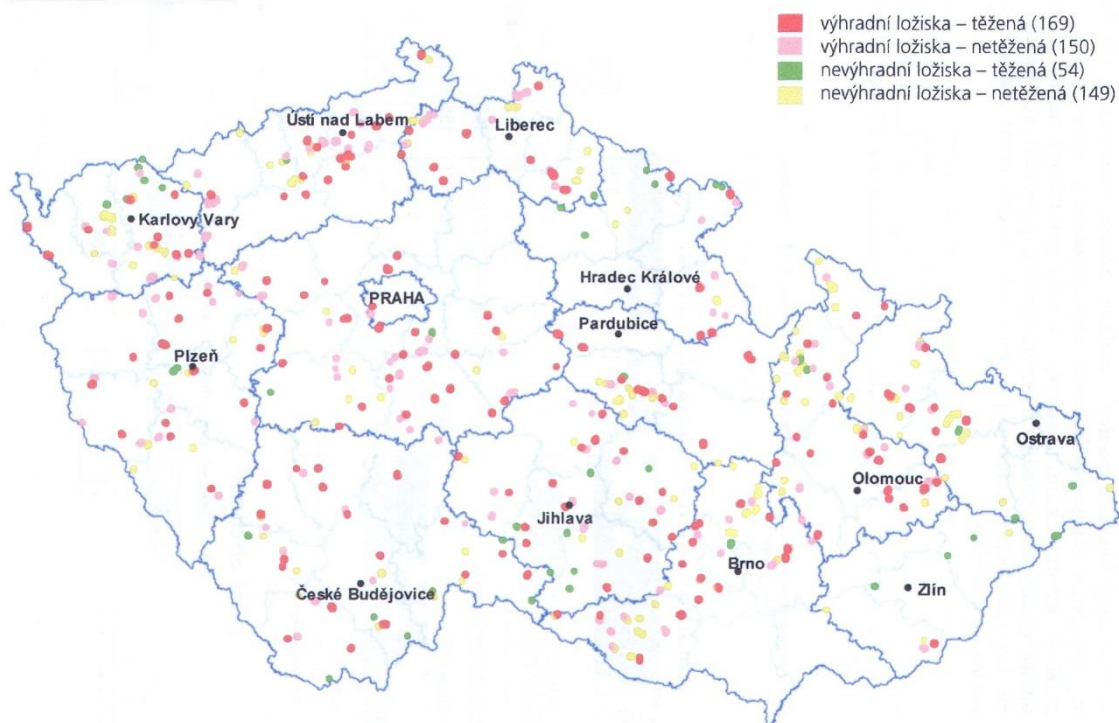 výhradní ložiska – těžená (169)
výhradní ložiska – netěžená (150)
nevýhradní ložiska – těžená (54)
nevýhradní ložiska – netěžená (149)
Ústí nad Labem
Liberec
Karlovy Vary
Hradec Králové
PRAHA
Pardubice
Plzeň
Ostrava
Olomouc
Jihlava
Brno
České Budějovice
Zlín